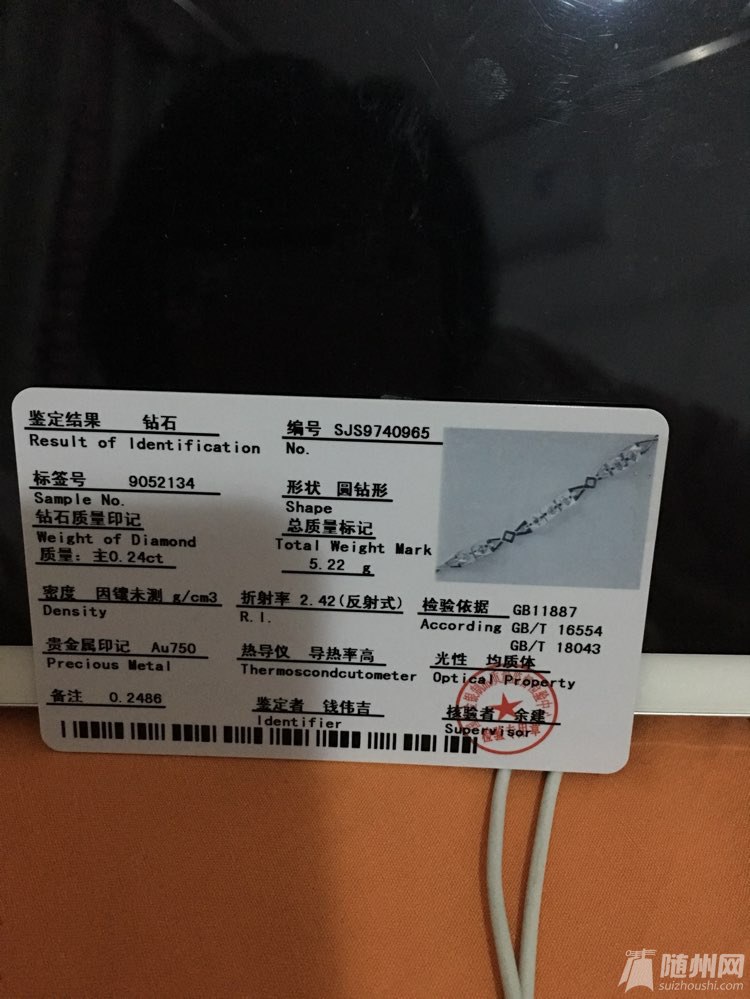 鉴定结果 钻石
Result of Identification
编号 SJS9740965
No.
标签号 9052134
Sample No.
形状 圆钻形
Shape
钻石质量印记
Weight of Diamond
质量: 主0.24ct
总质量标记
Total Weight Mark
5.22 g
密度 因镶未测 g/cm3
Density
折射率 2.42(反射式)
R.I.
检验依据 GB11887
According GB/T 16554
GB/T 18043
贵金属印记 Au750
Precious Metal
热导仪 导热率高
Thermoscondcutometer
光性 均质体
Optical Property
备注 0.2486
鉴定者 钱伟吉
Identifier
核验者 余建
Supervisor
检验专用章
随州网
suizhoushi.com